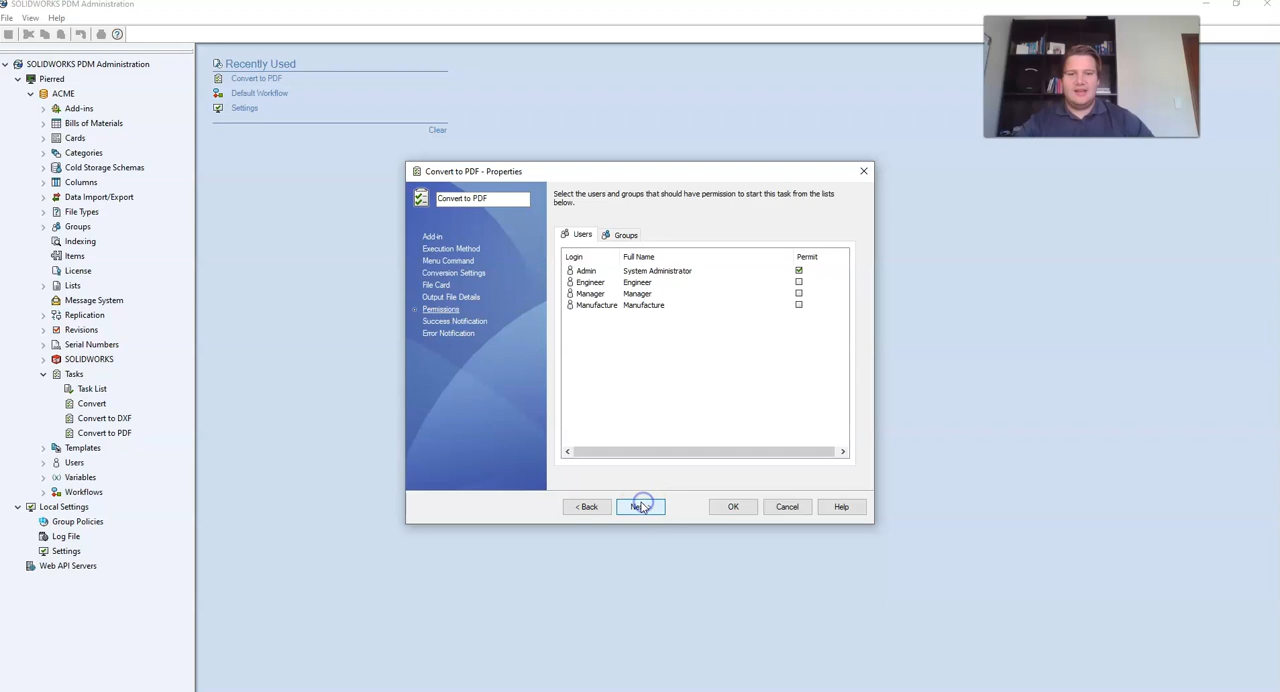 SOLIDWORKS PDM Administration
File View Help
SOLIDWORKS PDM Administration
Pierred
ACME
Add-ins
Bills of Materials
Cards
Categories
Cold Storage Schemas
Columns
Data Import/Export
File Types
Groups
Indexing
Items
License
Lists
Message System
Replication
Revisions
Serial Numbers
SOLIDWORKS
Tasks
Task List
Convert
Convert to DXF
Convert to PDF
Templates
Users
Variables
Workflows
Local Settings
Group Policies
Log File
Settings
Web API Servers
Recently Used
Convert to PDF
Default Workflow
Settings
Clear
Convert to PDF - Properties
Convert to PDF
Add-in
Execution Method
Menu Command
Conversion Settings
File Card
Output File Details
Permissions
Success Notification
Error Notification
Select the users and groups that should have permission to start this task from the lists
below.
Users Groups
Login Full Name Permit
Admin System Administrator
Engineer Engineer
Manager Manager
Manufacture Manufacture
< Back OK Cancel Help